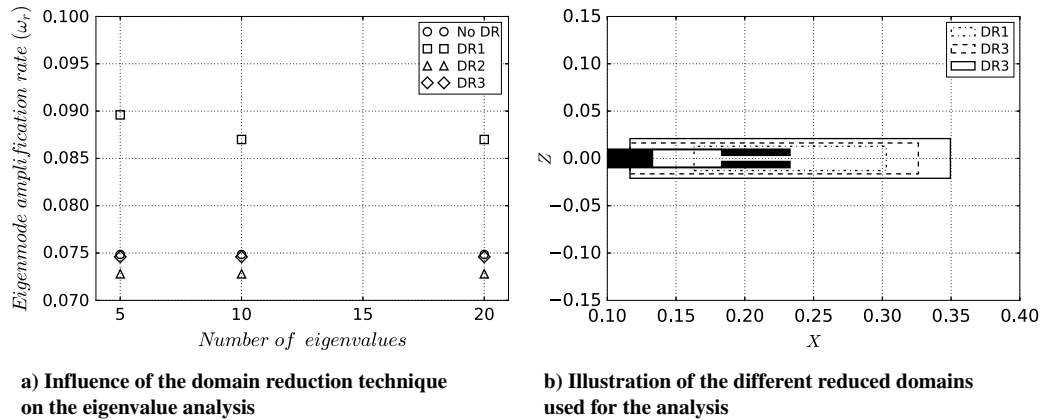 Eigenmode amplification rate (ωr)
0.100
0.095
0.090
0.085
0.080
0.075
0.070
5
10
15
20
Number of eigenvalues
No DR
DR1
DR2
DR3
a) Influence of the domain reduction technique
on the eigenvalue analysis
Z
0.15
0.10
0.05
0.00
−0.05
−0.10
−0.15
0.10
0.15
0.20
0.25
0.30
0.35
0.40
X
DR1
DR3
DR3
b) Illustration of the different reduced domains
used for the analysis